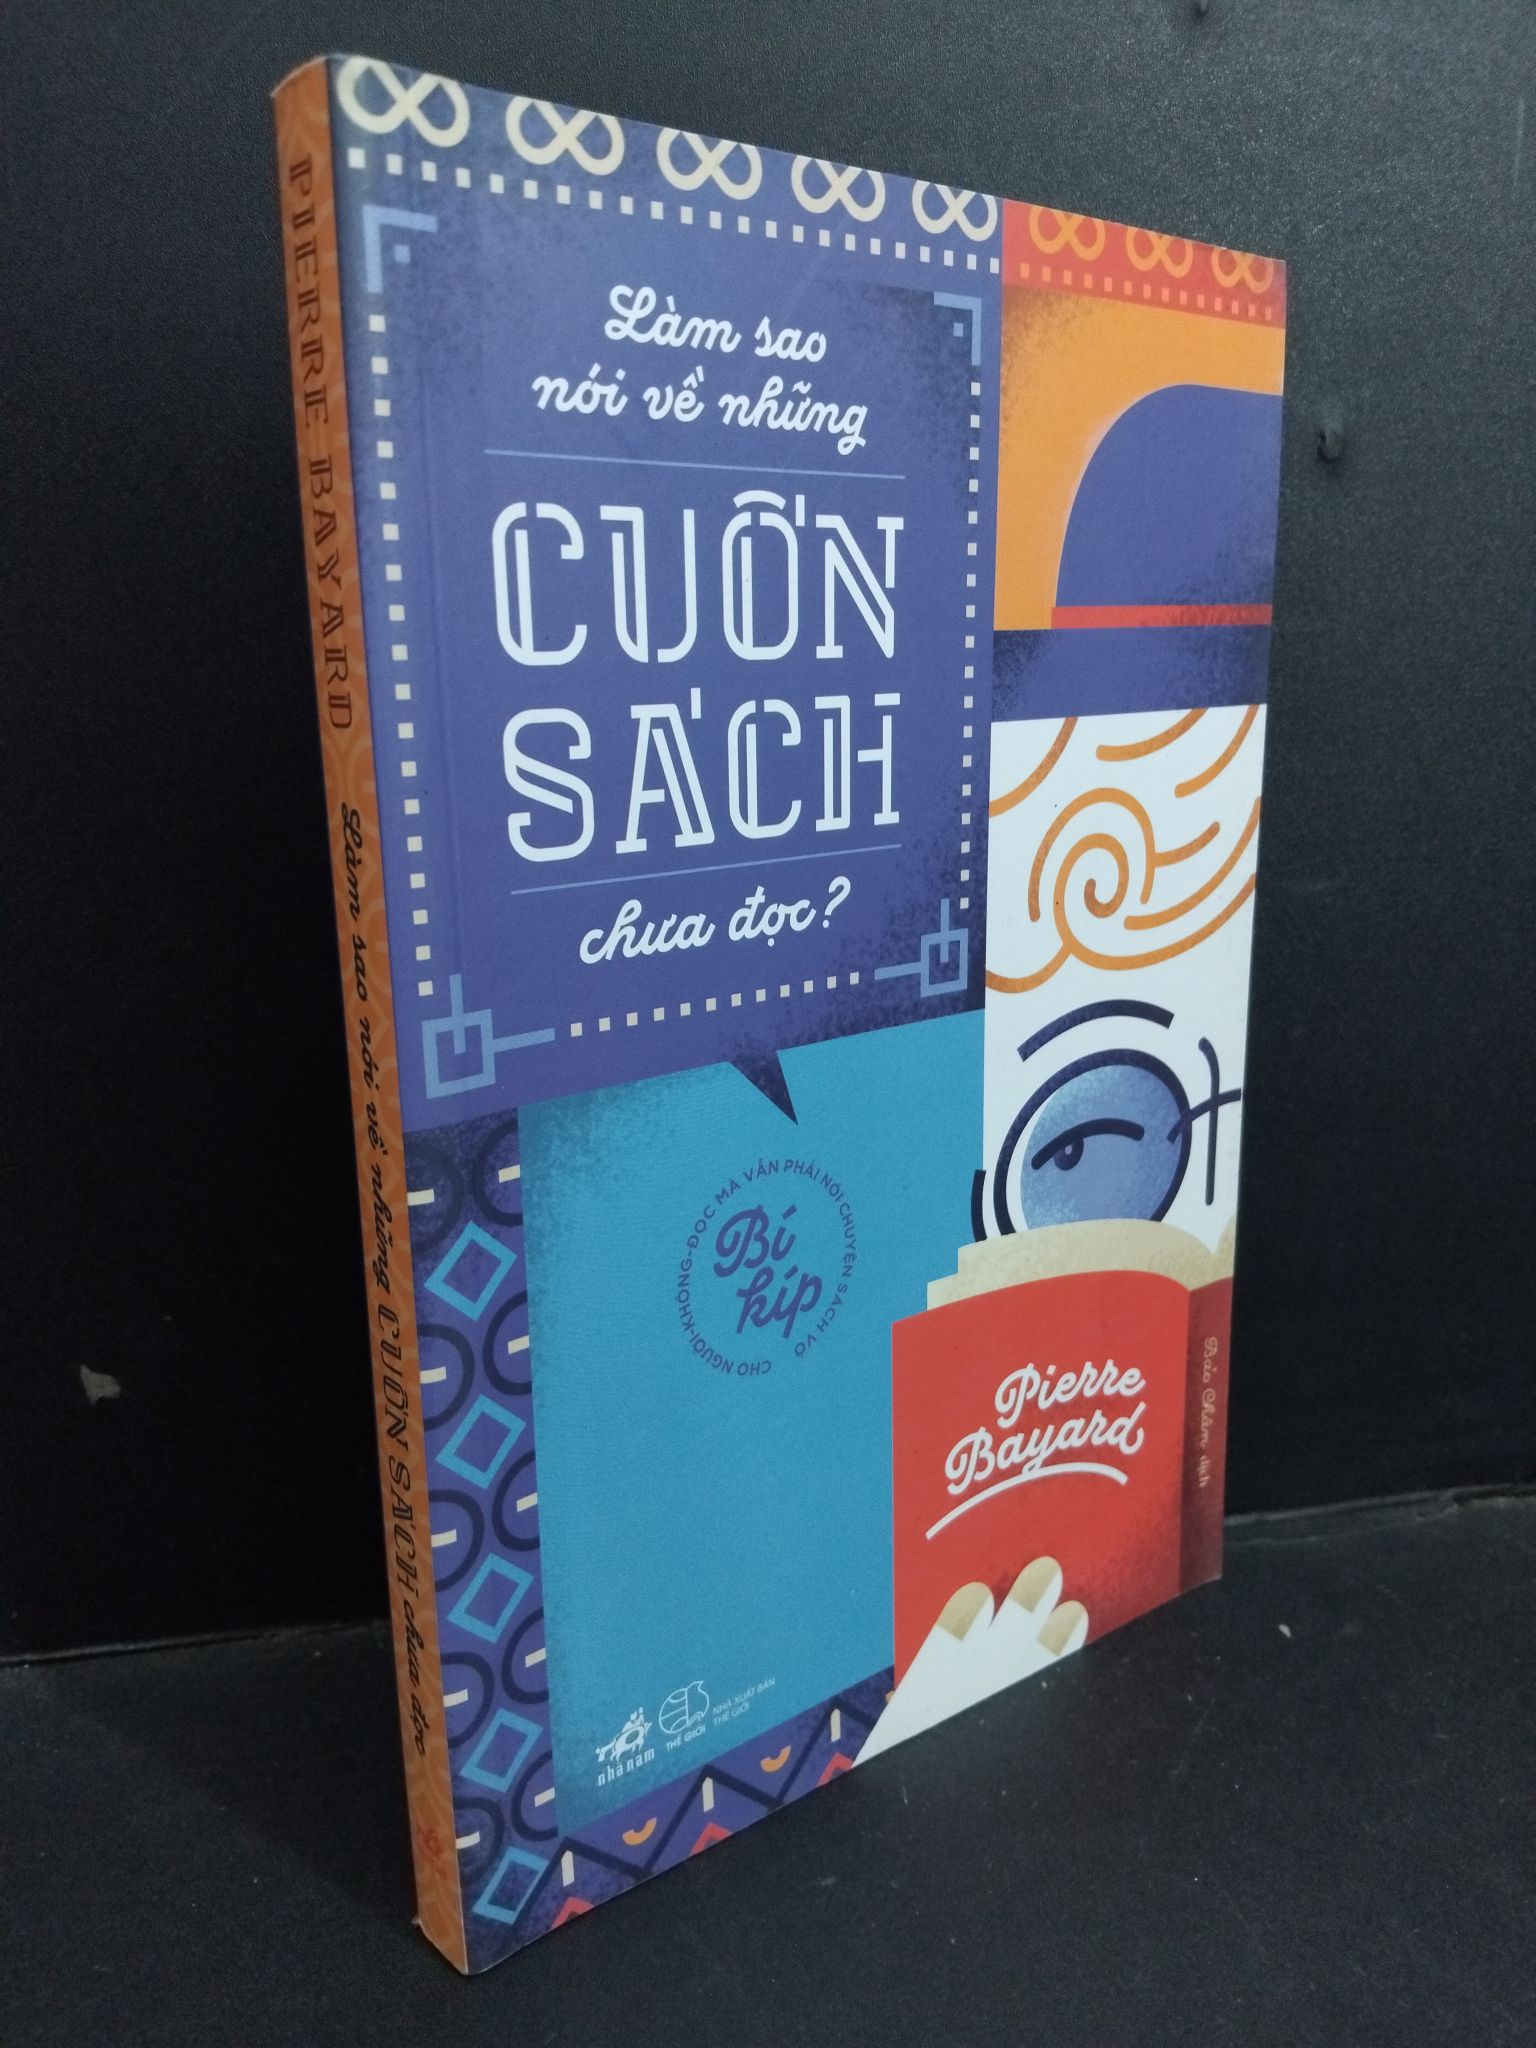 PIERRE BAYARD Làm sao nói về những CUỐN SÁCH chưa đọc
Làm sao
nói về những
CUỐN
SÁCH
chưa đọc?
Bí
kíp
CHO NGƯỜI-KHÔNG-ĐỌC MÀ VẪN PHẢI NÓI CHUYỆN SÁCH VỞ
Pierre
Bayard
Bảo Chân dịch
nhã nam
THẾ GIỚI
NHÀ XUẤT BẢN
THẾ GIỚI